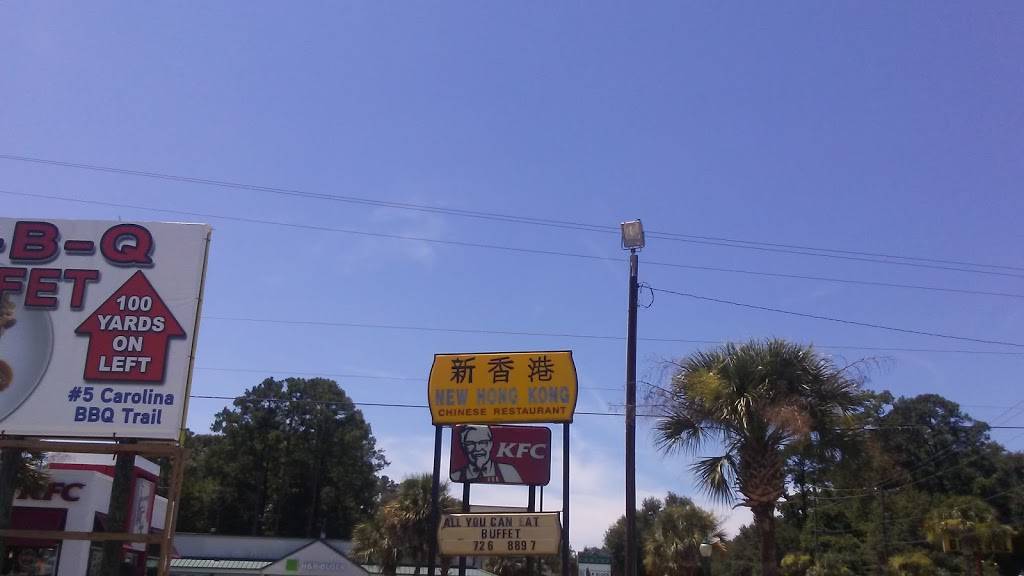 -B-Q
FET
100
YARDS
ON
LEFT
#5 Carolina
BBQ Trail
KFC
新香港
NEW HONG KONG
CHINESE RESTAURANT
KFC
ALL YOU CAN EAT
BUFFET
726 8897
H&R BLOCK